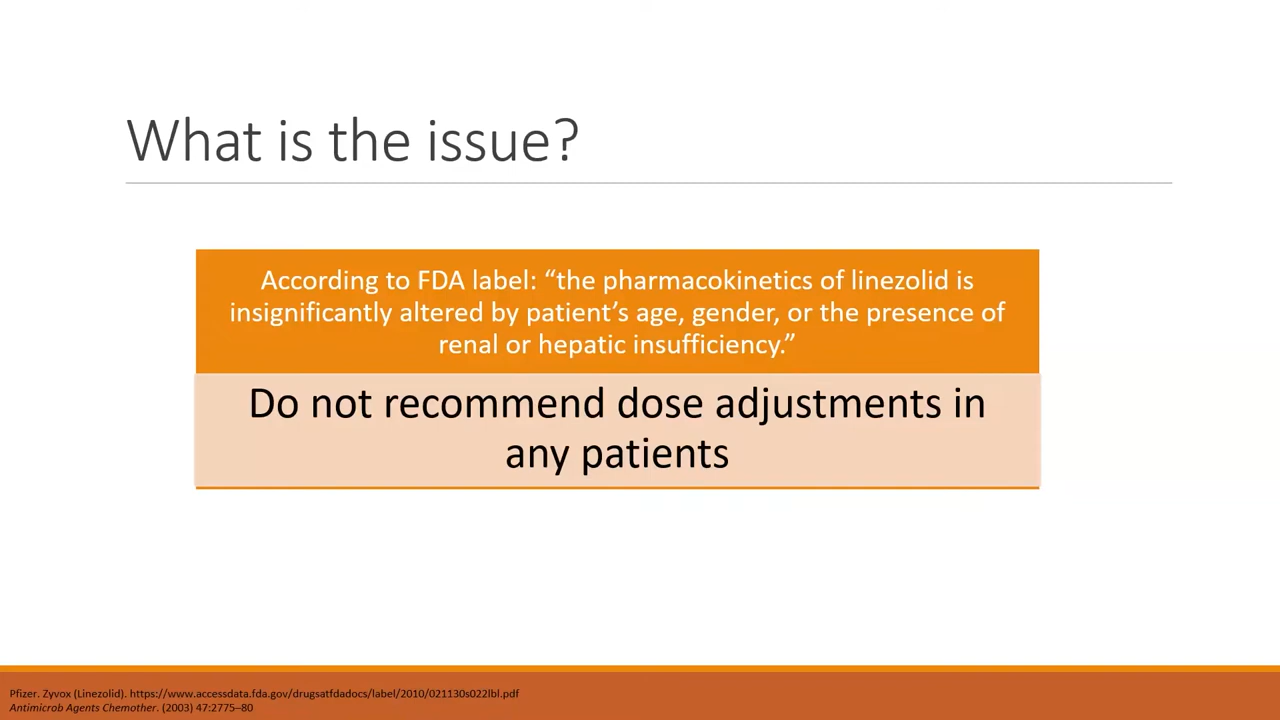 What is the issue?
According to FDA label: “the pharmacokinetics of linezolid is
insignificantly altered by patient’s age, gender, or the presence of
renal or hepatic insufficiency.”
Do not recommend dose adjustments in
any patients
Pfizer. Zyvox (Linezolid). https://www.accessdata.fda.gov/drugsatfdadocs/label/2010/021130s022lbl.pdf
Antimicrob Agents Chemother. (2003) 47:2775–80